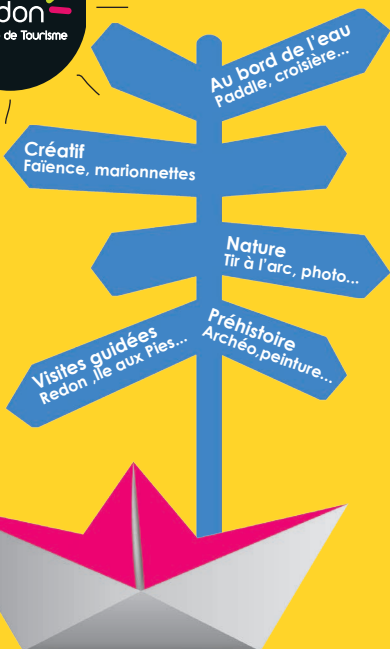 de Tourisme
Au bord de l'eau
Paddle, croisière...
Créatif
Faïence, marionnettes
Nature
Tir à l'arc, photo...
Visites guidées
Redon ,Ile aux Pies...
Préhistoire
Archéo,peinture...